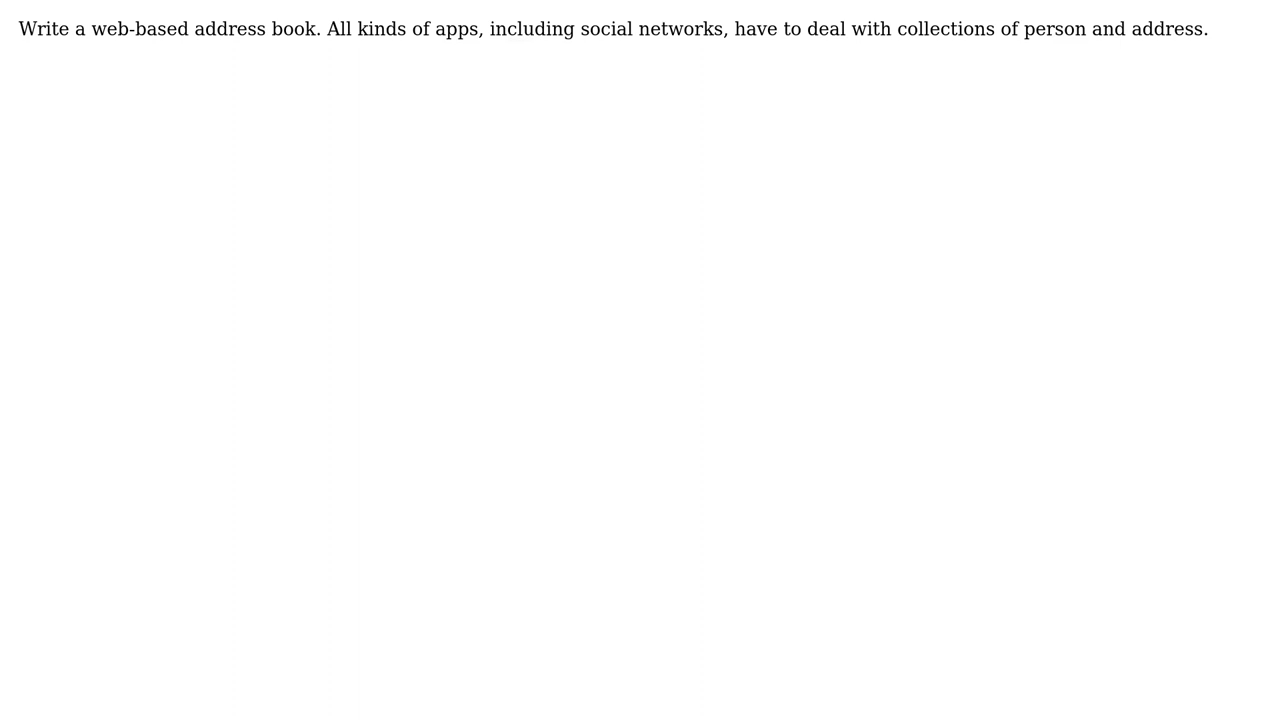 Write a web-based address book. All kinds of apps, including social networks, have to deal with collections of person and address.